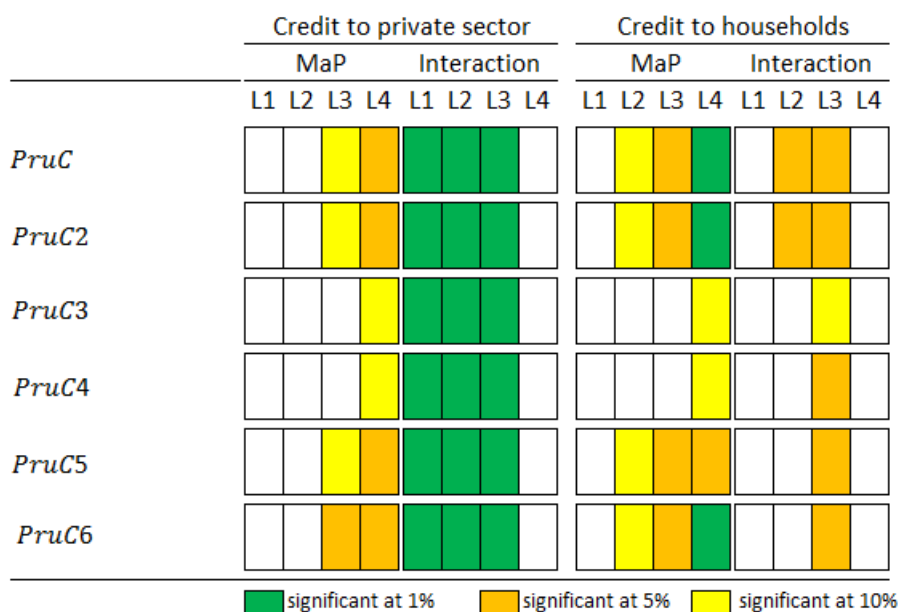 Credit to private sector Credit to households
MaP Interaction MaP Interaction
L1 L2 L3 L4 L1 L2 L3 L4 L1 L2 L3 L4 L1 L2 L3 L4
PruC
PruC2
PruC3
PruC4
PruC5
PruC6
significant at 1% significant at 5% significant at 10%